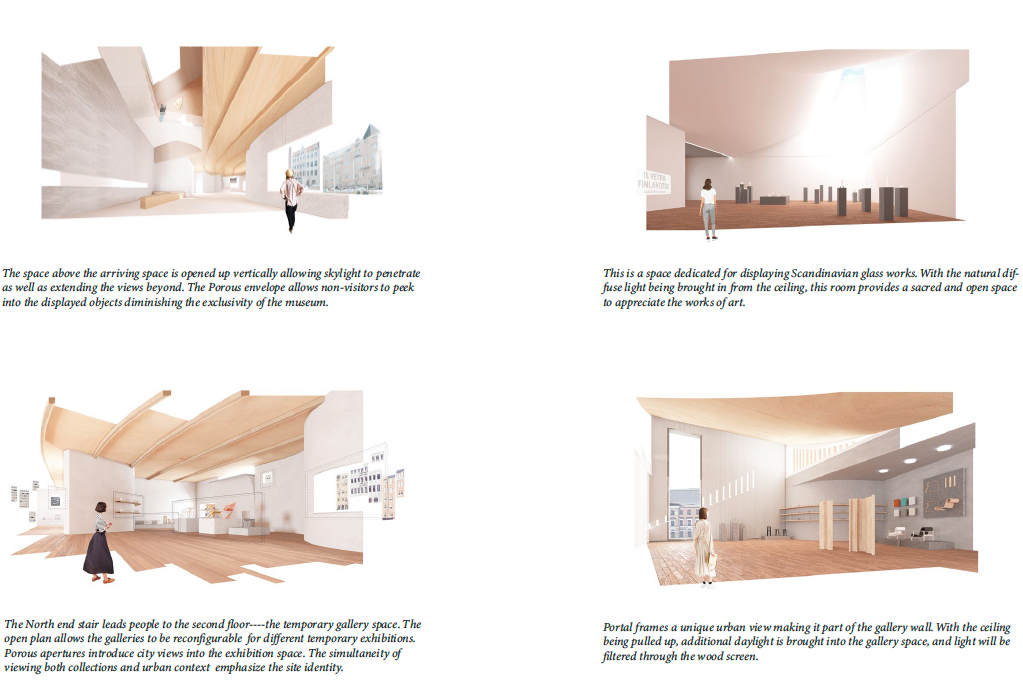 The space above the arriving space is opened up vertically allowing skylight to penetrate
as well as extending the views beyond. The Porous envelope allows non-visitors to peek
into the displayed objects diminishing the exclusivity of the museum.
FINLANDESI
This is a space dedicated for displaying Scandinavian glass works. With the natural dif-
fuse light being brought in from the ceiling, this room provides a sacred and open space
to appreciate the works of art.
The North end stair leads people to the second floor----the temporary gallery space. The
open plan allows the galleries to be reconfigurable for different temporary exhibitions.
Porous apertures introduce city views into the exhibition space. The simultaneity of
viewing both collections and urban context emphasize the site identity.
Portal frames a unique urban view making it part of the gallery wall. With the ceiling
being pulled up, additional daylight is brought into the gallery space, and light will be
filtered through the wood screen.